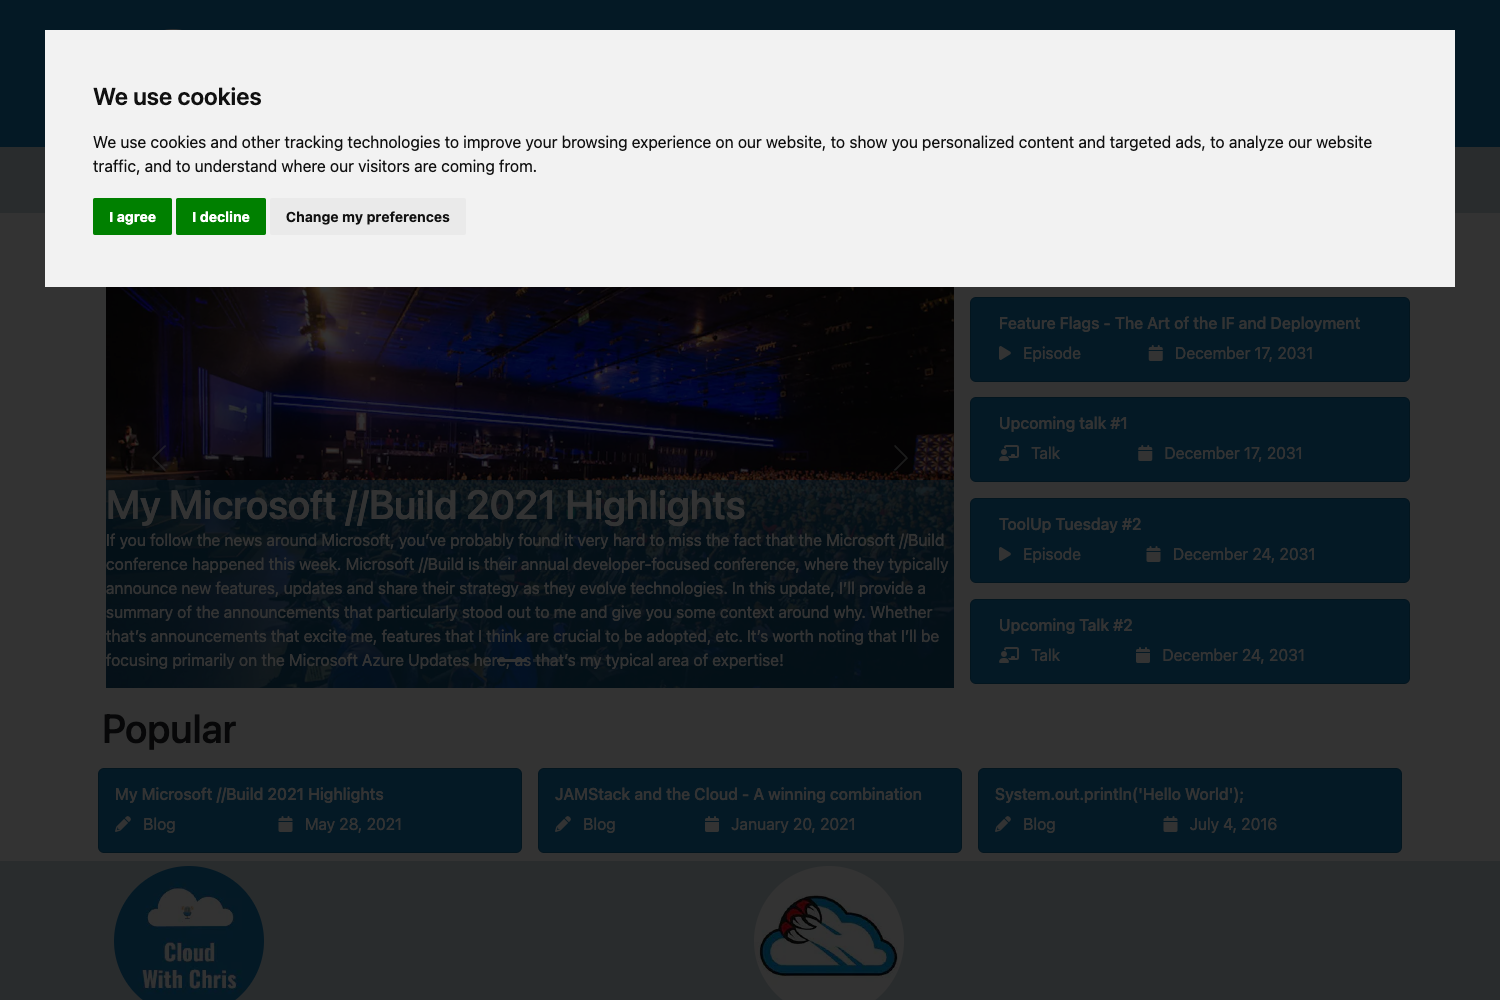 We use cookies
We use cookies and other tracking technologies to improve your browsing experience on our website, to show you personalized content and targeted ads, to analyze our website
traffic, and to understand where our visitors are coming from.
I agree
I decline
Change my preferences
My Microsoft //Build 2021 Highlights
If you follow the news around Microsoft, you've probably found it very hard to miss the fact that the Microsoft //Build
conference happened this week. Microsoft //Build is their annual developer-focused conference, where they typically
announce new features, updates and share their strategy as they evolve technologies. In this update, I'll provide a
summary of the announcements that particularly stood out to me and give you some context around why. Whether
that's announcements that excite me, features that I think are crucial to be adopted, etc. It's worth noting that I'll be
focusing primarily on the Microsoft Azure Updates here, as that's my typical area of expertise!
Feature Flags - The Art of the IF and Deployment
Episode
December 17, 2031
Upcoming talk #1
Talk
December 17, 2031
ToolUp Tuesday #2
Episode
December 24, 2031
Upcoming Talk #2
Talk
December 24, 2031
Popular
My Microsoft //Build 2021 Highlights
Blog
May 28, 2021
JAMStack and the Cloud - A winning combination
Blog
January 20, 2021
System.out.println('Hello World');
Blog
July 4, 2016
Cloud
With Chris